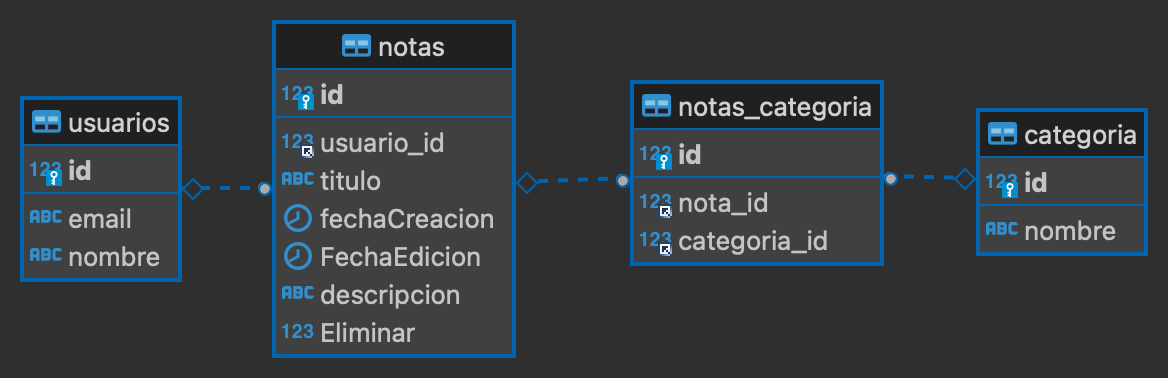 usuarios
123 id
ABC email
ABC nombre
notas
123 id
123 usuario_id
ABC titulo
fechaCreacion
FechaEdicion
ABC descripcion
123 Eliminar
notas_categoria
123 id
123 nota_id
123 categoria_id
categoria
123 id
ABC nombre